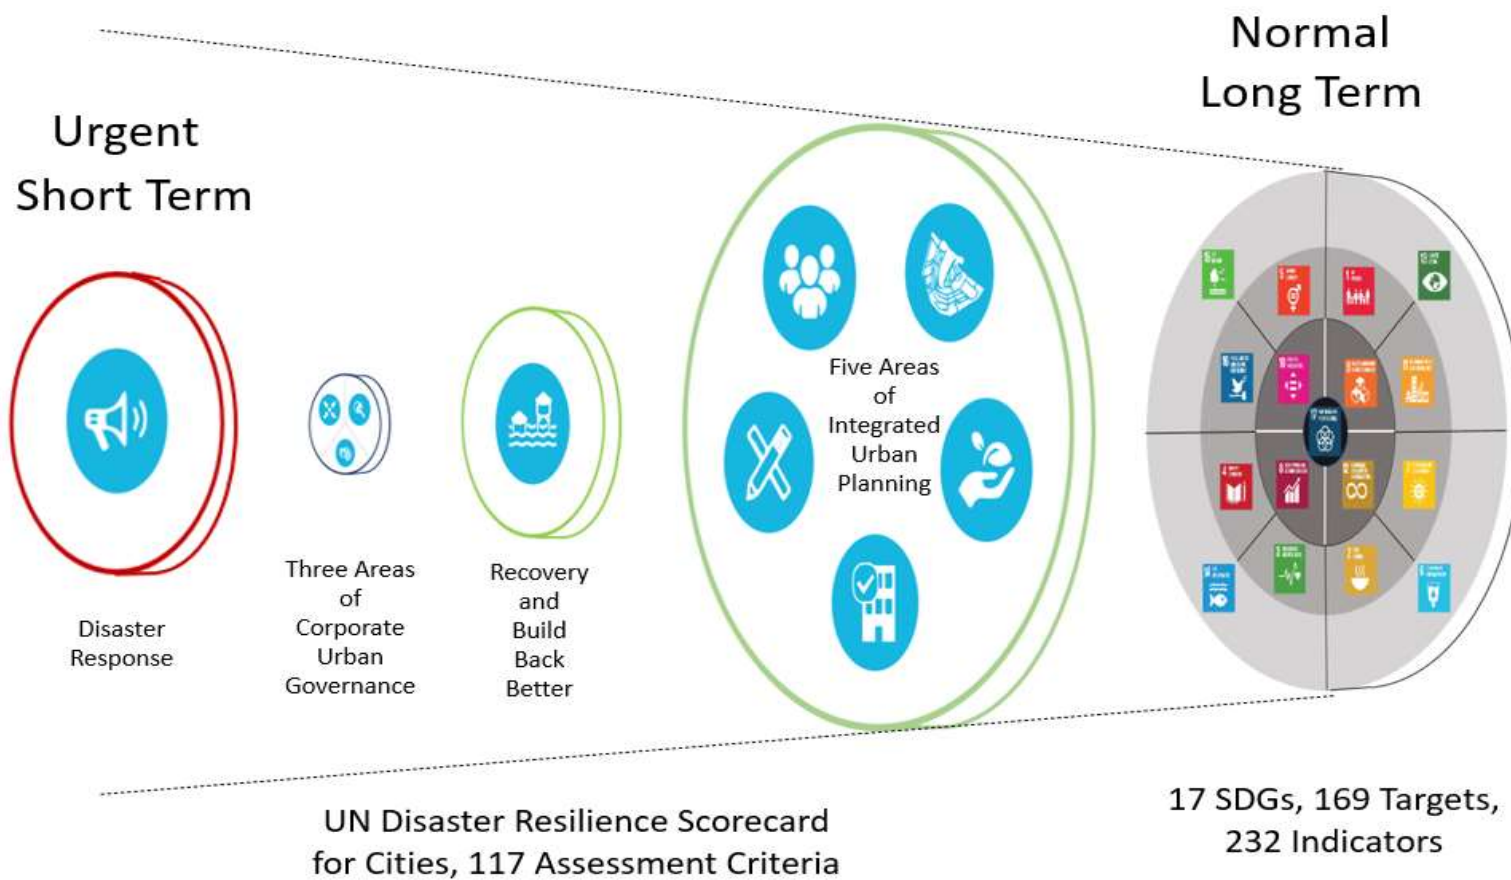 Normal
Long Term
Urgent
Short Term
Five Areas
of
Integrated
Urban
Planning
Disaster
Response
Three Areas
of
Corporate
Urban
Governance
Recovery
and
Build
Back
Better
UN Disaster Resilience Scorecard
for Cities, 117 Assessment Criteria
17 SDGs, 169 Targets,
232 Indicators